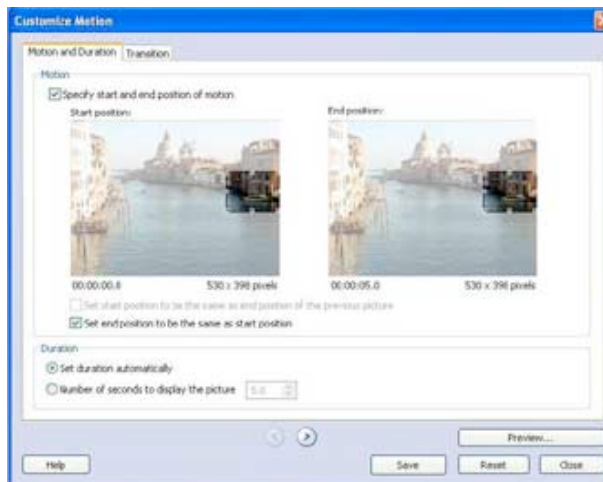 Customize Motion
Motion and Duration Transition
Motion
Specify start and end position of motion
Start position: End position:
00:00:00.0 530 x 398 pixels 00:00:05.0 530 x 398 pixels
Set start position to be the same as end position of the previous picture
Set end position to be the same as start position
Duration
Set duration automatically
Number of seconds to display the picture 5.0
Preview...
Help Save Reset Close